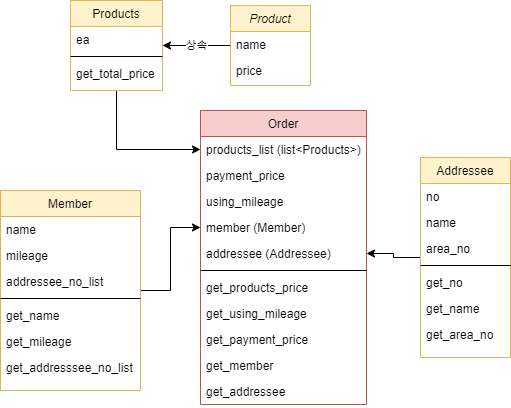 Products
ea
get_total_price
상속
Product
name
price
Order
products_list (list<Products>)
payment_price
using_mileage
member (Member)
addressee (Addressee)
get_products_price
get_using_mileage
get_payment_price
get_member
get_addressee
Member
name
mileage
addressee_no_list
get_name
get_mileage
get_addresssee_no_list
Addressee
no
name
area_no
get_no
get_name
get_area_no